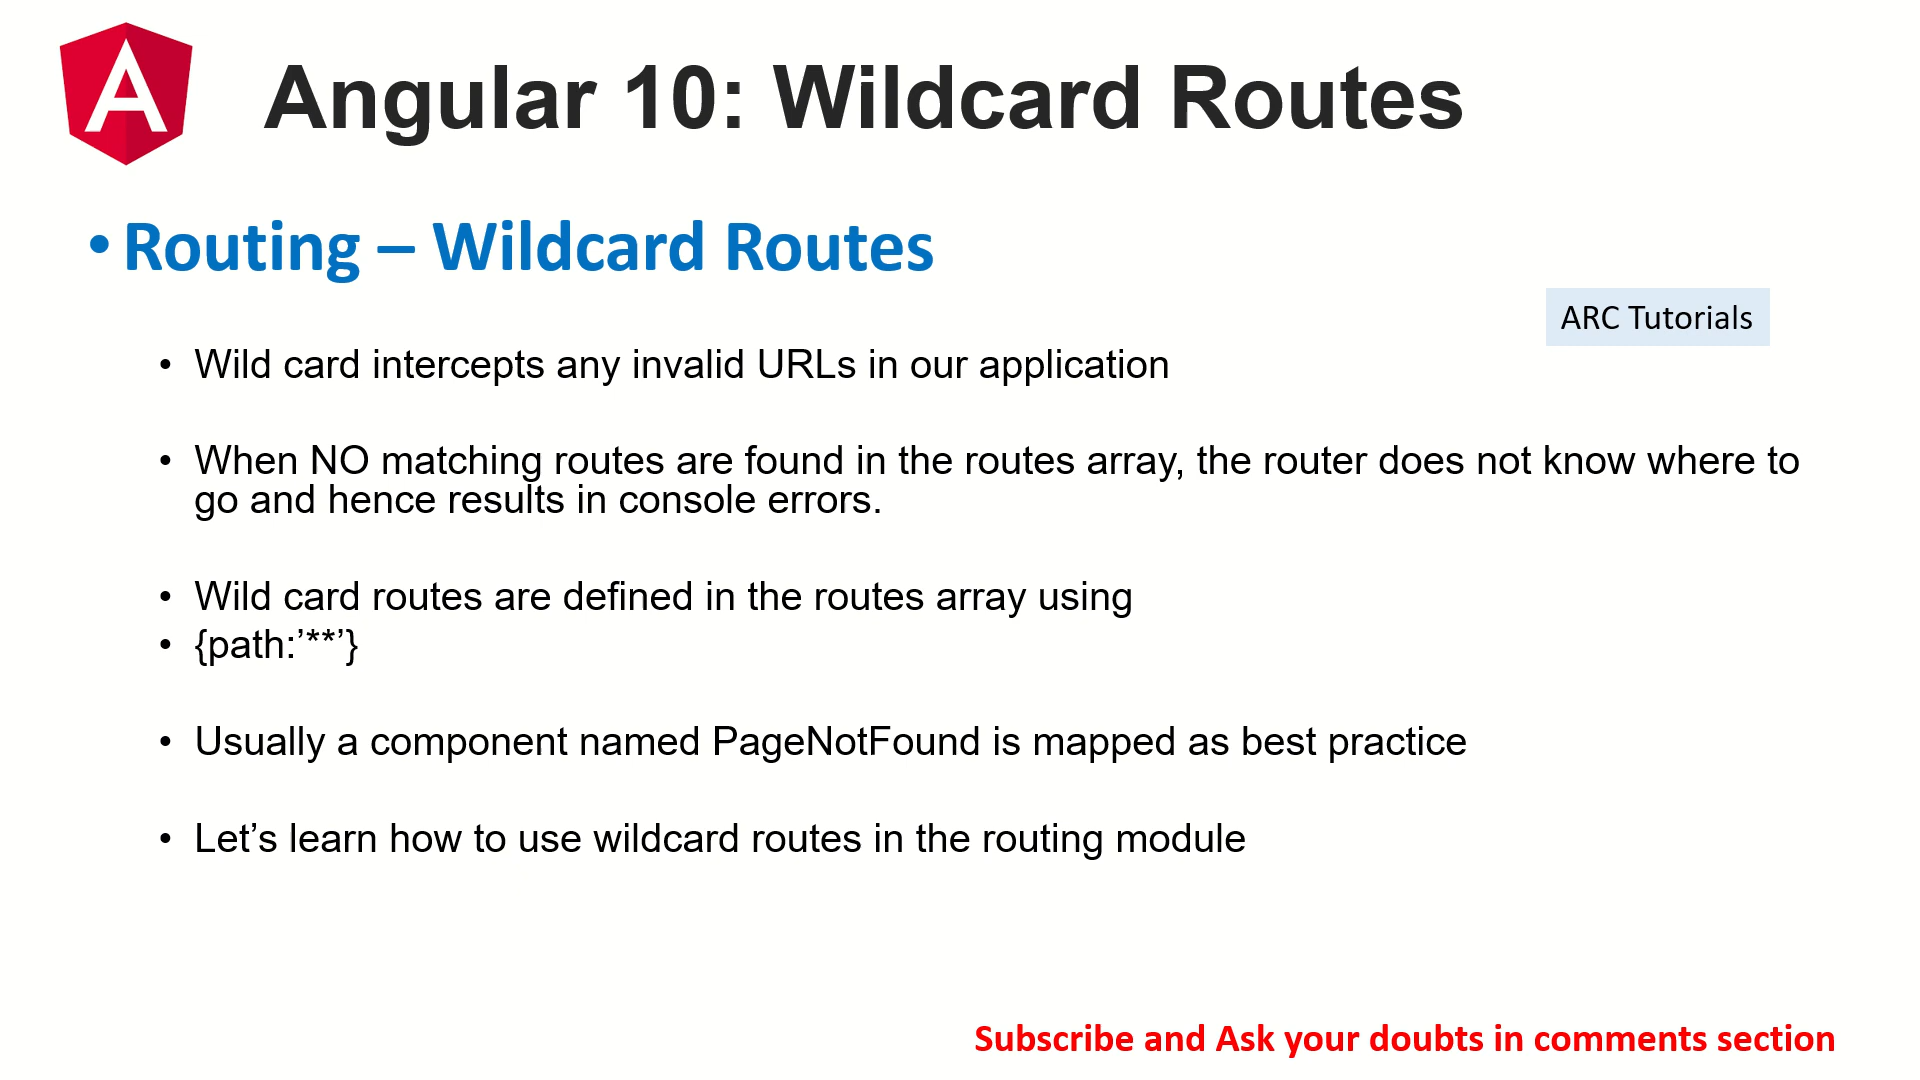 Angular 10: Wildcard Routes
• Routing – Wildcard Routes
ARC Tutorials
• Wild card intercepts any invalid URLs in our application
• When NO matching routes are found in the routes array, the router does not know where to
go and hence results in console errors.
• Wild card routes are defined in the routes array using
• {path:’**’}
• Usually a component named PageNotFound is mapped as best practice
• Let’s learn how to use wildcard routes in the routing module
Subscribe and Ask your doubts in comments section